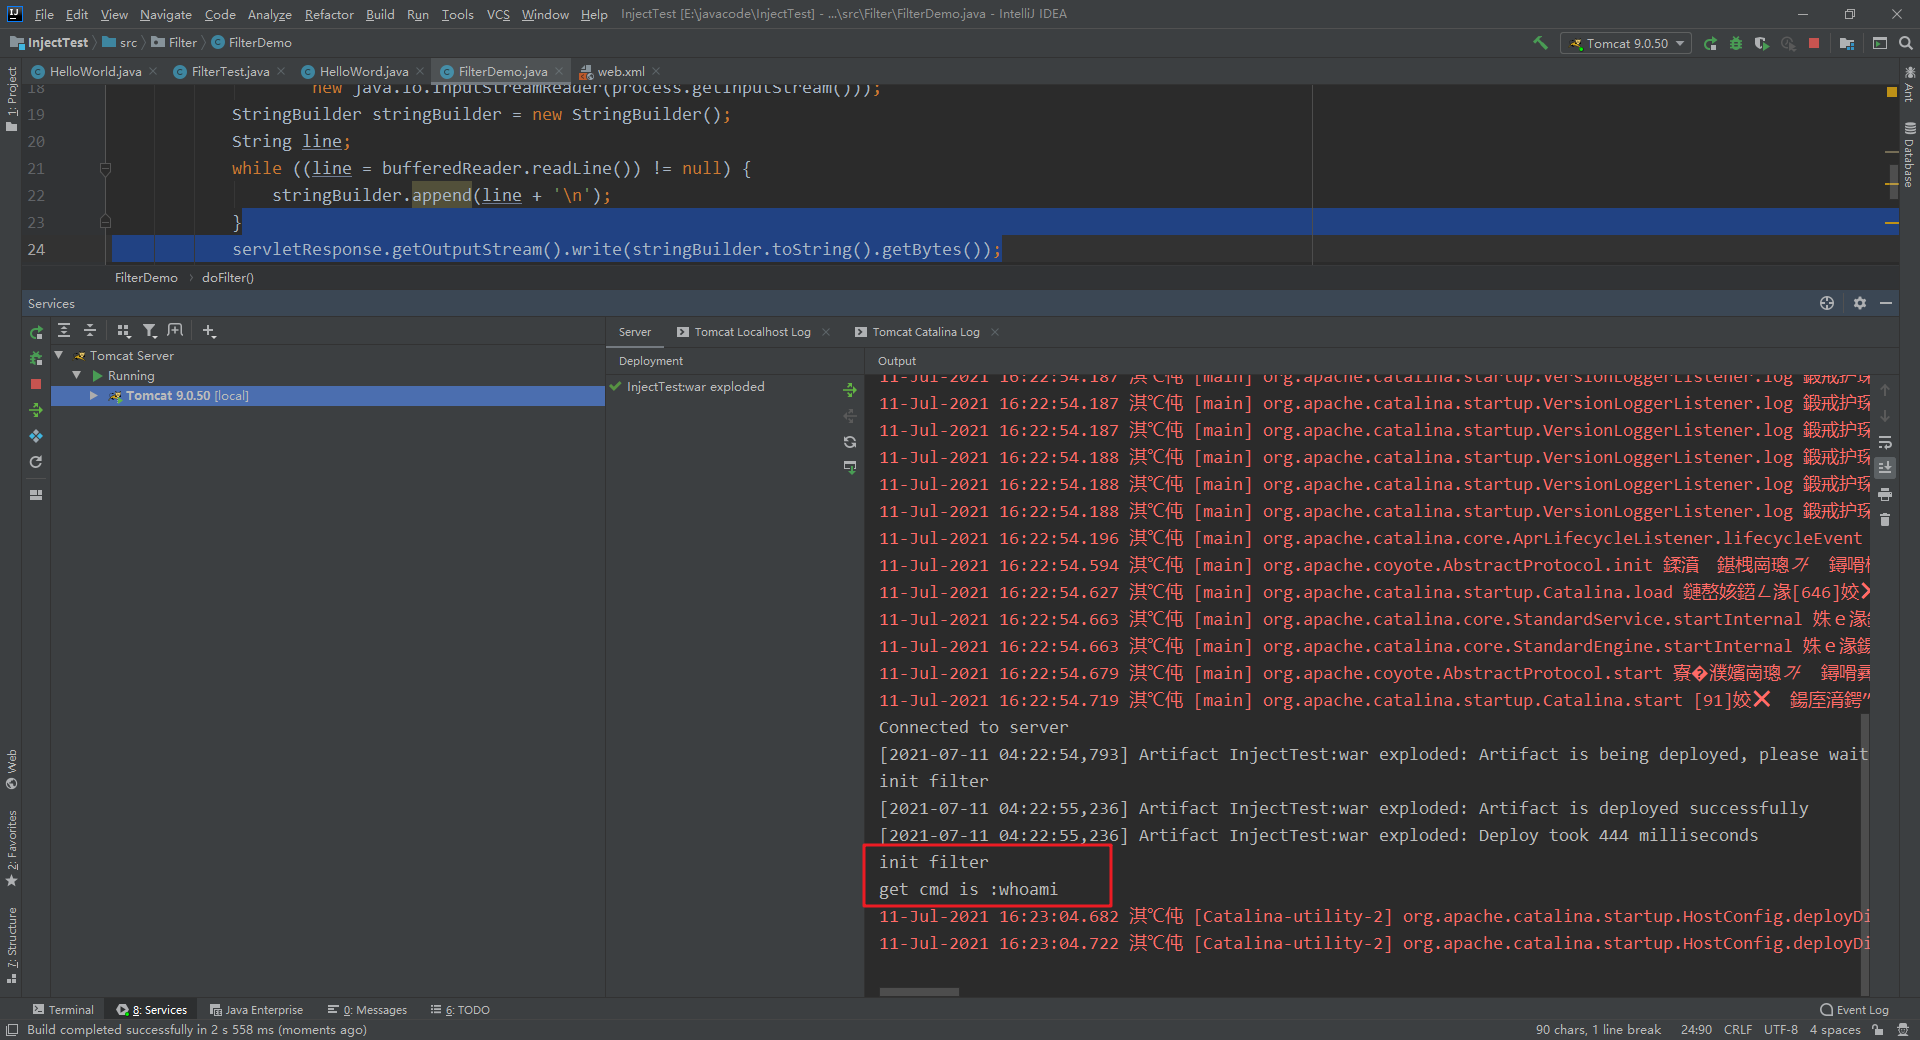 File Edit View Navigate Code Analyze Refactor Build Run Tools VCS Window Help InjectTest [E:\javacode\InjectTest] - ...\src\Filter\FilterDemo.java - IntelliJ IDEA
InjectTest src Filter FilterDemo Tomcat 9.0.50
HelloWorld.java FilterTest.java HelloWord.java FilterDemo.java web.xml
1: Project
Ant
Database
18 new java.io.InputStreamReader(process.getInputStream()));
19 StringBuilder stringBuilder = new StringBuilder();
20 String line;
21 while ((line = bufferedReader.readLine()) != null) {
22 stringBuilder.append(line + '\n');
23 }
24 servletResponse.getOutputStream().write(stringBuilder.toString().getBytes());
FilterDemo doFilter()
Services
Server Tomcat Localhost Log Tomcat Catalina Log
Tomcat Server
Running
Tomcat 9.0.50 [local]
Deployment
InjectTest:war exploded
Output
11-Jul-2021 16:22:54.187 淇℃伅 [main] org.apache.catalina.startup.VersionLoggerListener.log 鍛戒护琛
11-Jul-2021 16:22:54.187 淇℃伅 [main] org.apache.catalina.startup.VersionLoggerListener.log 鍛戒护琛
11-Jul-2021 16:22:54.187 淇℃伅 [main] org.apache.catalina.startup.VersionLoggerListener.log 鍛戒护琛
11-Jul-2021 16:22:54.188 淇℃伅 [main] org.apache.catalina.startup.VersionLoggerListener.log 鍛戒护琛
11-Jul-2021 16:22:54.188 淇℃伅 [main] org.apache.catalina.startup.VersionLoggerListener.log 鍛戒护琛
11-Jul-2021 16:22:54.188 淇℃伅 [main] org.apache.catalina.startup.VersionLoggerListener.log 鍛戒护琛
11-Jul-2021 16:22:54.196 淇℃伅 [main] org.apache.catalina.core.AprLifecycleListener.lifecycleEvent
11-Jul-2021 16:22:54.594 淇℃伅 [main] org.apache.coyote.AbstractProtocol.init
11-Jul-2021 16:22:54.627 淇℃伅 [main] org.apache.catalina.startup.Catalina.load [646]
11-Jul-2021 16:22:54.663 淇℃伅 [main] org.apache.catalina.core.StandardService.startInternal
11-Jul-2021 16:22:54.663 淇℃伅 [main] org.apache.catalina.core.StandardEngine.startInternal
11-Jul-2021 16:22:54.679 淇℃伅 [main] org.apache.coyote.AbstractProtocol.start
11-Jul-2021 16:22:54.719 淇℃伅 [main] org.apache.catalina.startup.Catalina.start [91]
Connected to server
[2021-07-11 04:22:54,793] Artifact InjectTest:war exploded: Artifact is being deployed, please wait
init filter
[2021-07-11 04:22:55,236] Artifact InjectTest:war exploded: Artifact is deployed successfully
[2021-07-11 04:22:55,236] Artifact InjectTest:war exploded: Deploy took 444 milliseconds
init filter
get cmd is :whoami
11-Jul-2021 16:23:04.682 淇℃伅 [Catalina-utility-2] org.apache.catalina.startup.HostConfig.deployDi
11-Jul-2021 16:23:04.722 淇℃伅 [Catalina-utility-2] org.apache.catalina.startup.HostConfig.deployDi
Web
2: Favorites
7: Structure
Terminal 8: Services Java Enterprise 0: Messages 6: TODO Event Log
Build completed successfully in 2 s 558 ms (moments ago) 90 chars, 1 line break 24:90 CRLF UTF-8 4 spaces